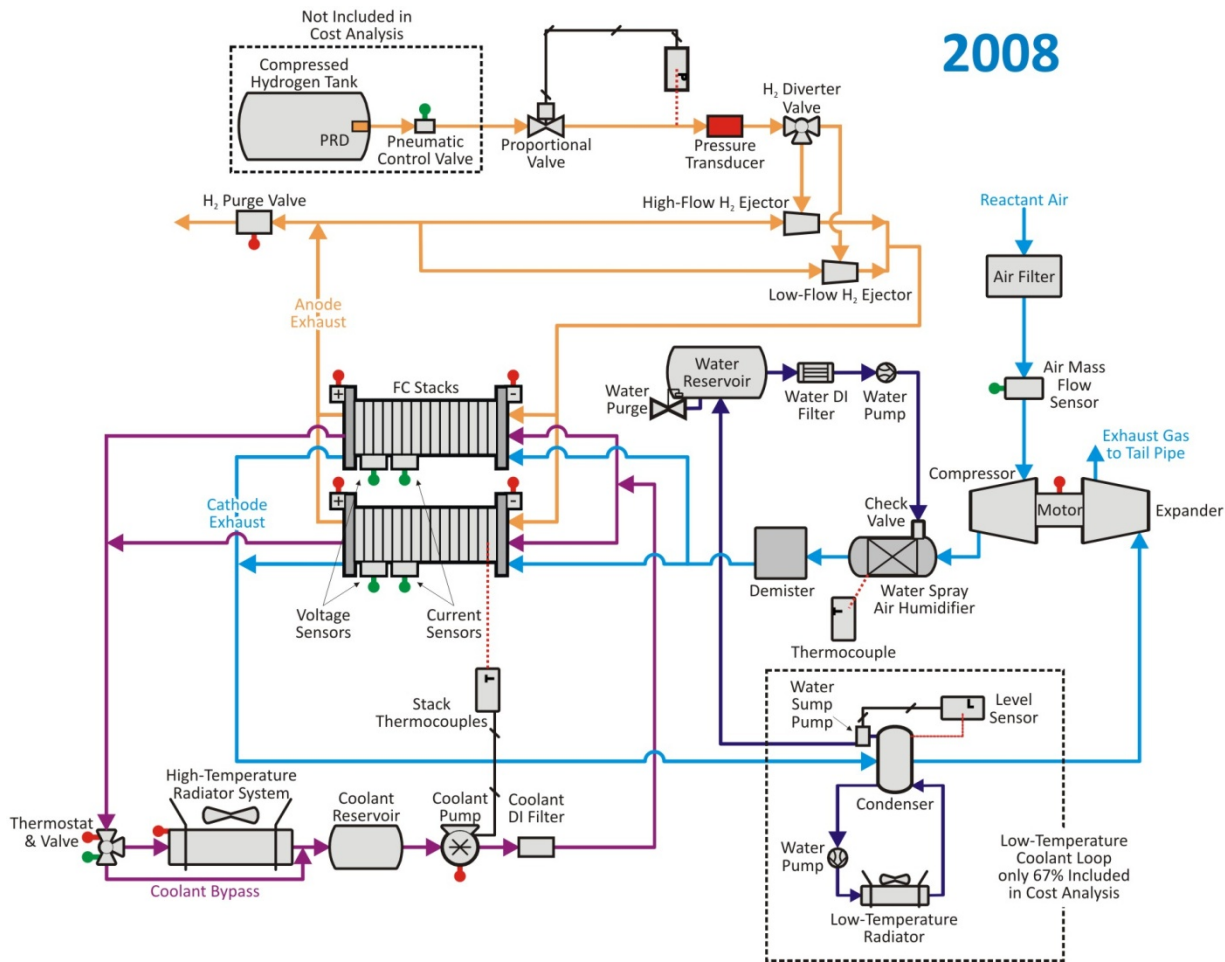 Not Included in
Cost Analysis
2008
Compressed
Hydrogen Tank
PRD
Pneumatic
Control Valve
Proportional
Valve
P
Pressure
Transducer
H₂ Diverter
Valve
H₂ Purge Valve
High-Flow H₂ Ejector
Low-Flow H₂ Ejector
Reactant Air
Air Filter
Anode
Exhaust
Air Mass
Flow
Sensor
Water
Reservoir
Water
Purge
Water DI
Filter
Water
Pump
FC Stacks
+
-
+
-
Exhaust Gas
to Tail Pipe
Compressor
Motor
Expander
Cathode
Exhaust
Check
Valve
Demister
Water Spray
Air Humidifier
T
Thermocouple
Voltage
Sensors
Current
Sensors
T
Stack
Thermocouples
Water
Sump
Pump
L
Level
Sensor
Condenser
High-Temperature
Radiator System
Coolant
Reservoir
Coolant
Pump
Coolant
DI Filter
Thermostat
& Valve
Coolant Bypass
Water
Pump
Low-Temperature
Radiator
Low-Temperature
Coolant Loop
only 67% Included
in Cost Analysis